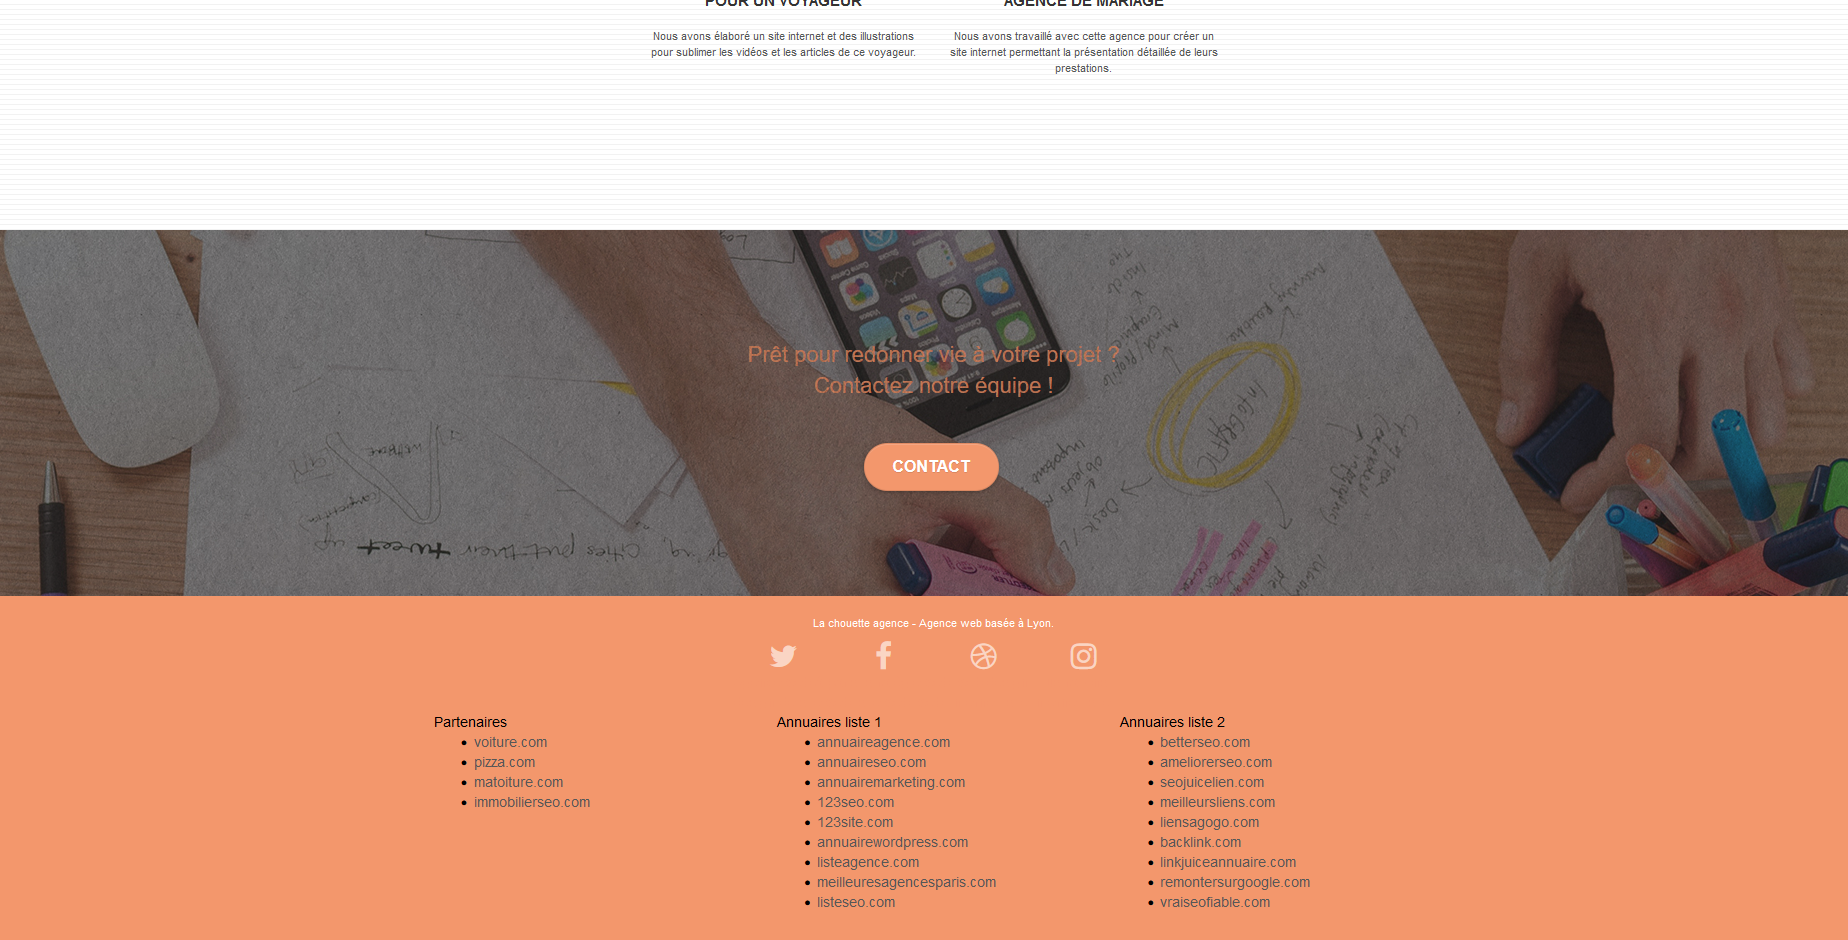 POUR UN VOYAGEUR
Nous avons élaboré un site internet et des illustrations
pour sublimer les vidéos et les articles de ce voyageur.
AGENCE DE MARIAGE
Nous avons travaillé avec cette agence pour créer un
site internet permettant la présentation détaillée de leurs
prestations.
Prêt pour redonner vie à votre projet ?
Contactez notre équipe !
CONTACT
INFOGRAFIC
tweet
La chouette agence - Agence web basée à Lyon.
Partenaires
voiture.com
pizza.com
matoiture.com
immobilierseo.com
Annuaires liste 1
annuaireagence.com
annuaireseo.com
annuairemarketing.com
123seo.com
123site.com
annuairewordpress.com
listeagence.com
meilleuresagencesparis.com
listeseo.com
Annuaires liste 2
betterseo.com
ameliorerseo.com
seojuicelien.com
meilleursliens.com
liensagogo.com
backlink.com
linkjuiceannuaire.com
remontersurgoogle.com
vraiseofiable.com